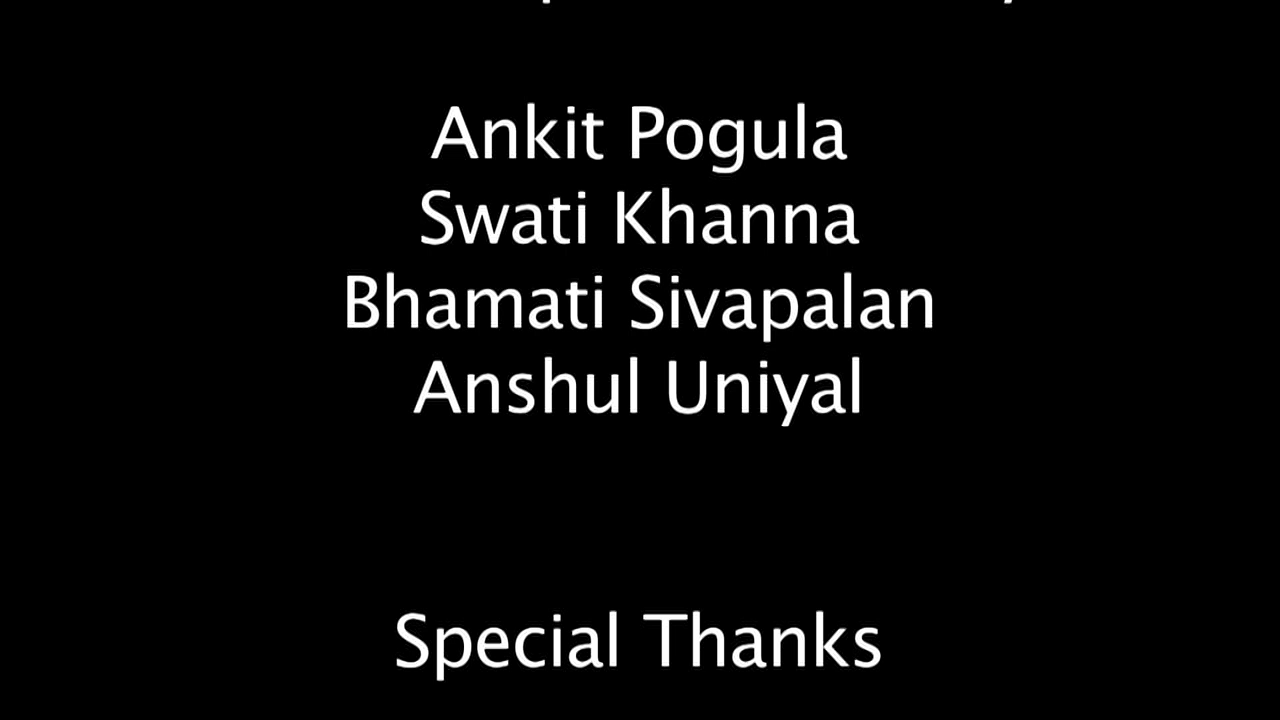 Ankit Pogula
Swati Khanna
Bhamati Sivapalan
Anshul Uniyal
Special Thanks